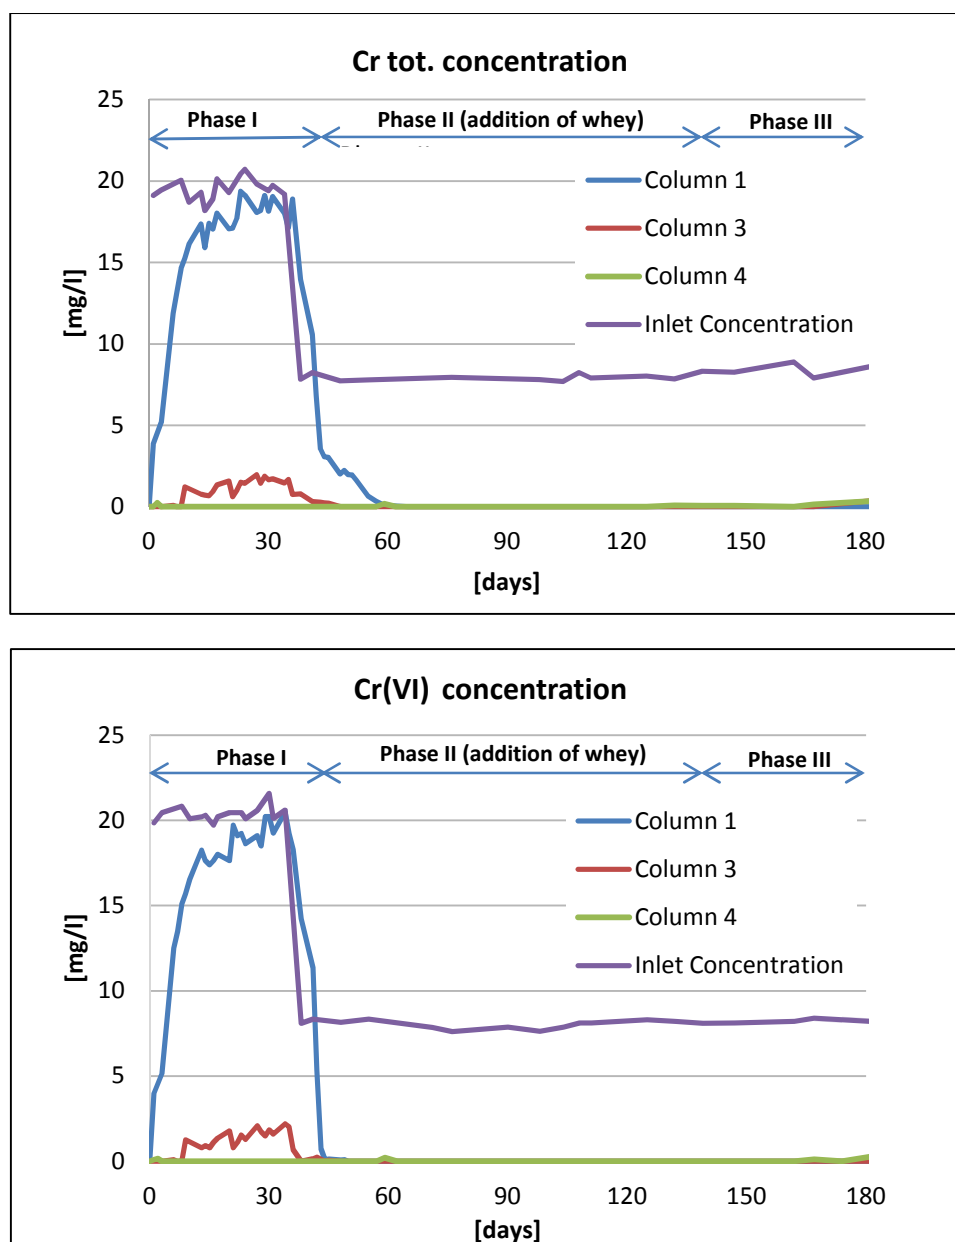 Cr tot. concentration
25
20
15
10
5
0
[mg/l]
Phase I
Phase II (addition of whey)
Phase III
Column 1
Column 3
Column 4
Inlet Concentration
0 30 60 90 120 150 180
[days]
Cr(VI) concentration
25
20
15
10
5
0
[mg/l]
Phase I
Phase II (addition of whey)
Phase III
Column 1
Column 3
Column 4
Inlet Concentration
0 30 60 90 120 150 180
[days]